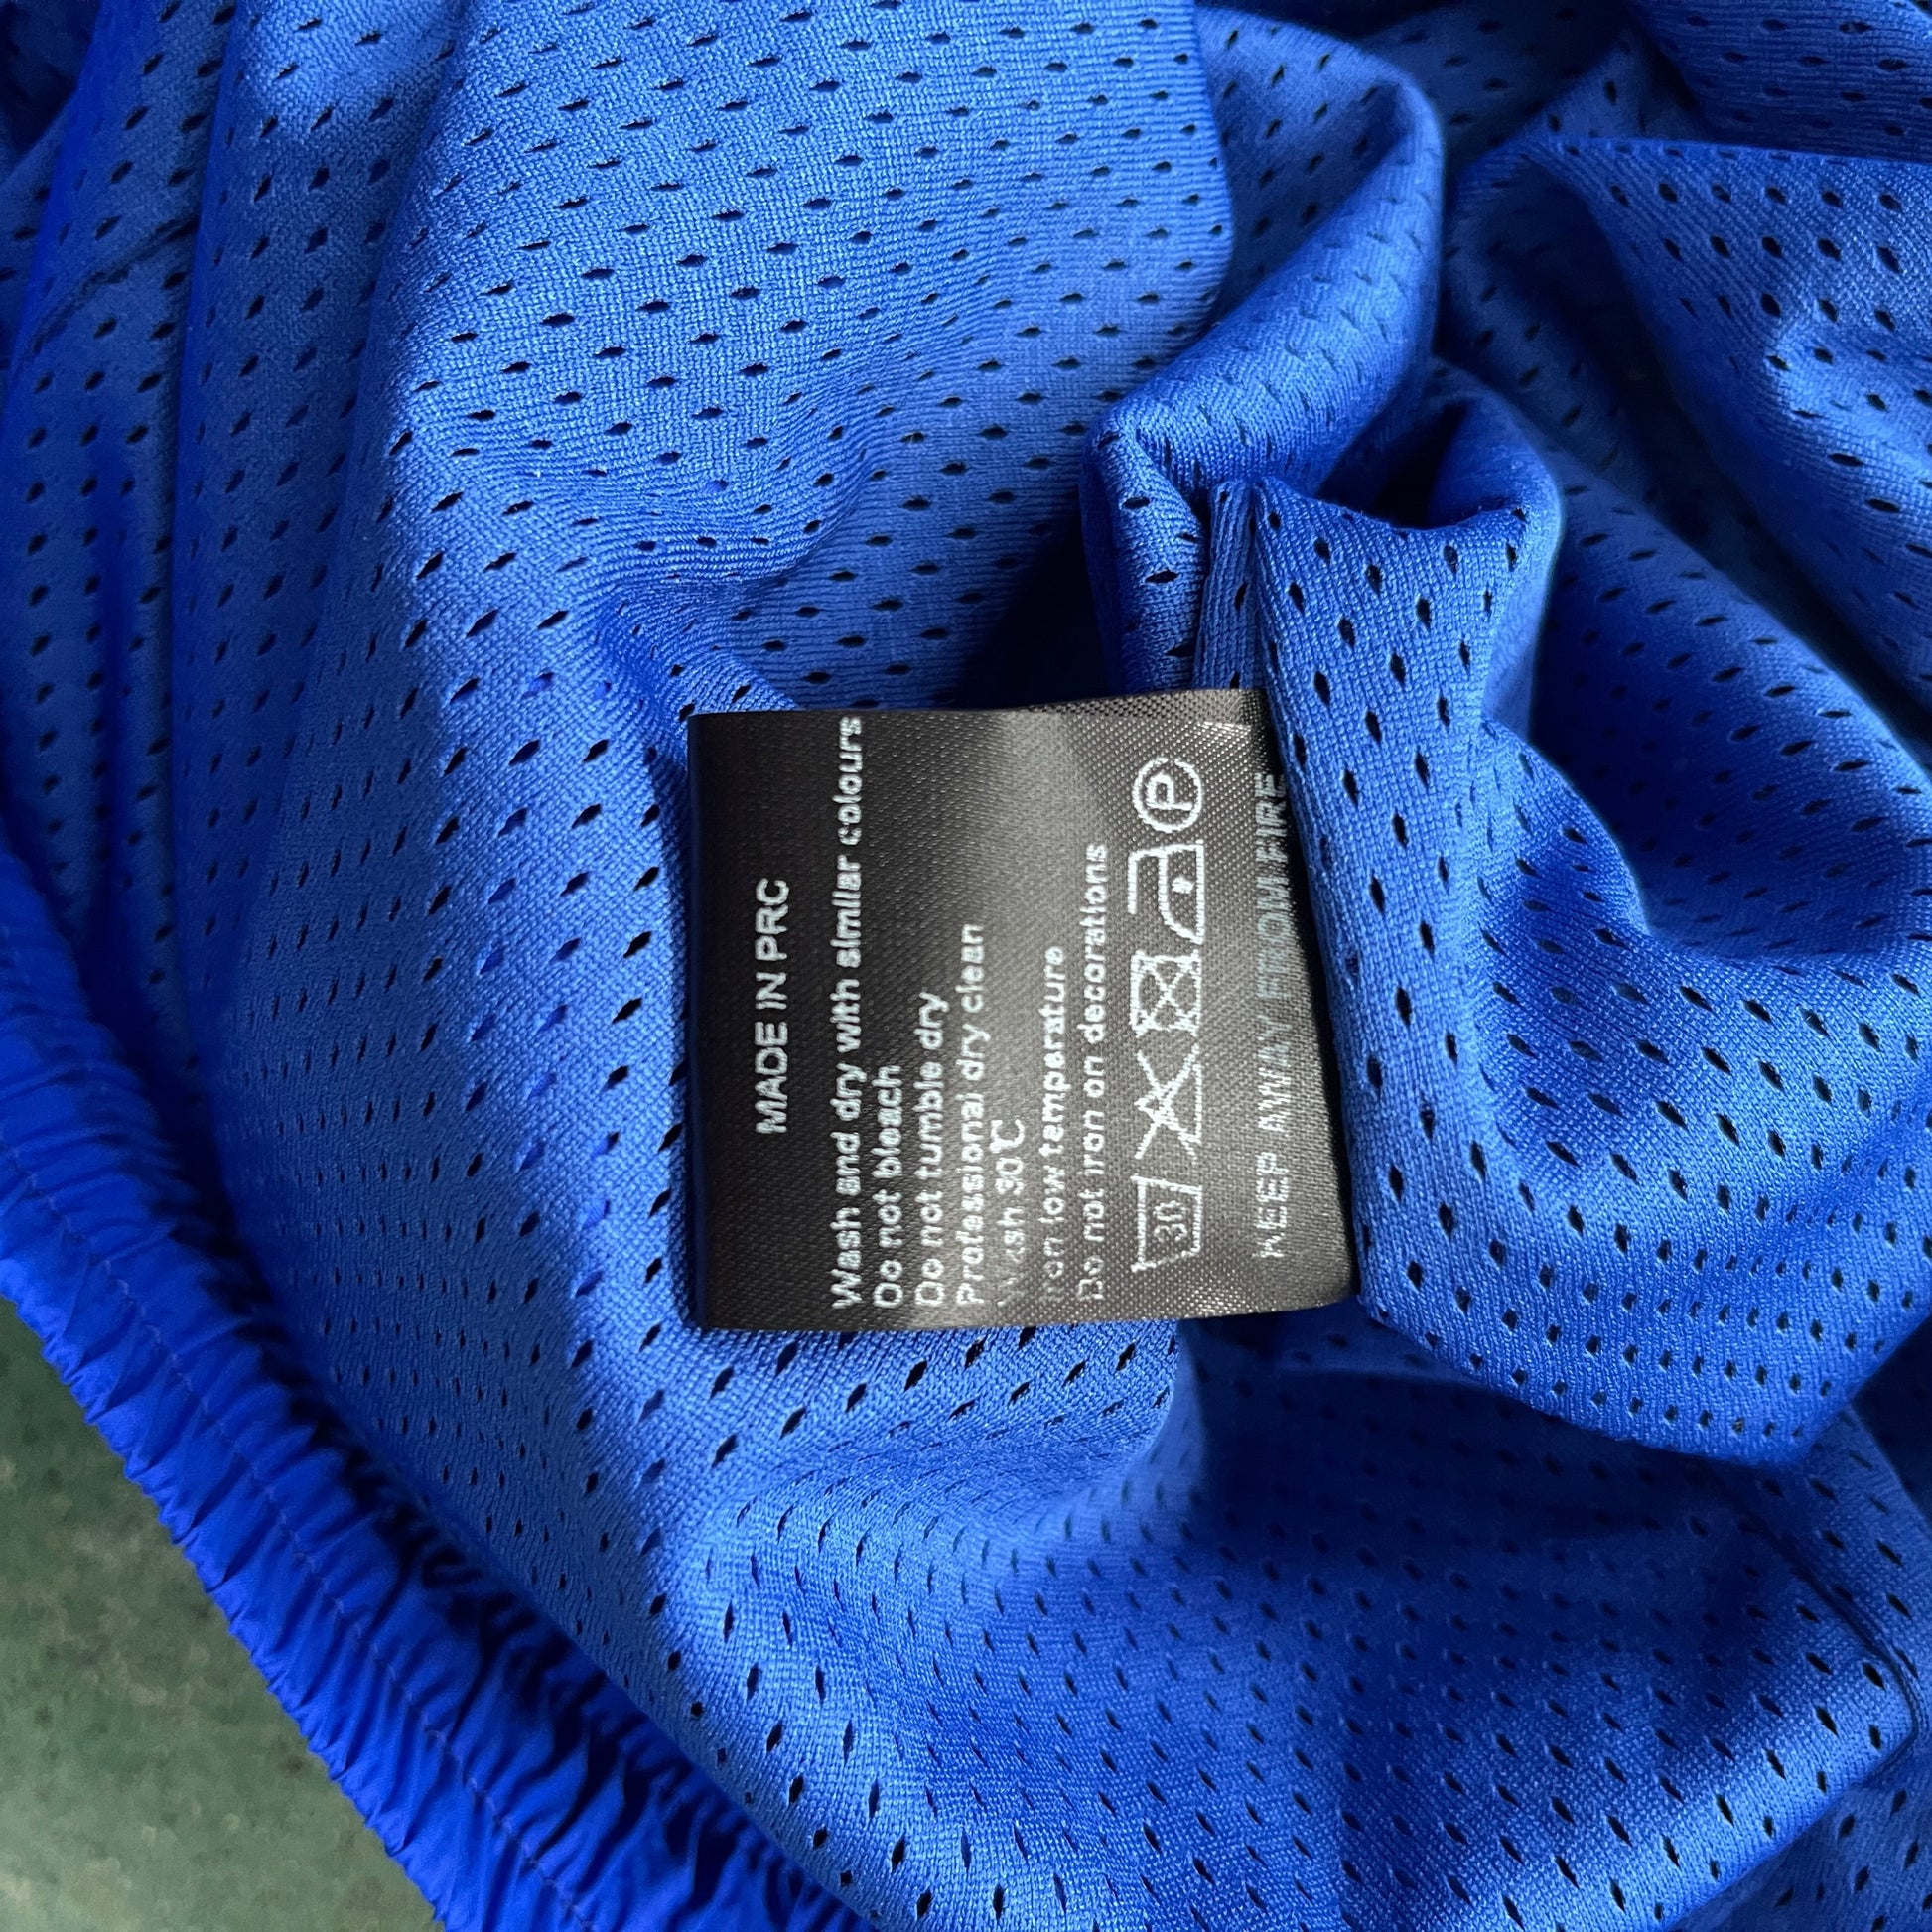 MADE IN PRC
Wash and dry with similar colours
Do not bleach
Do not tumble dry
Professional dry clean
Wash 30℃
Iron low temperature
Do not iron on decorations
30 P
KEEP AWAY FROM FIRE